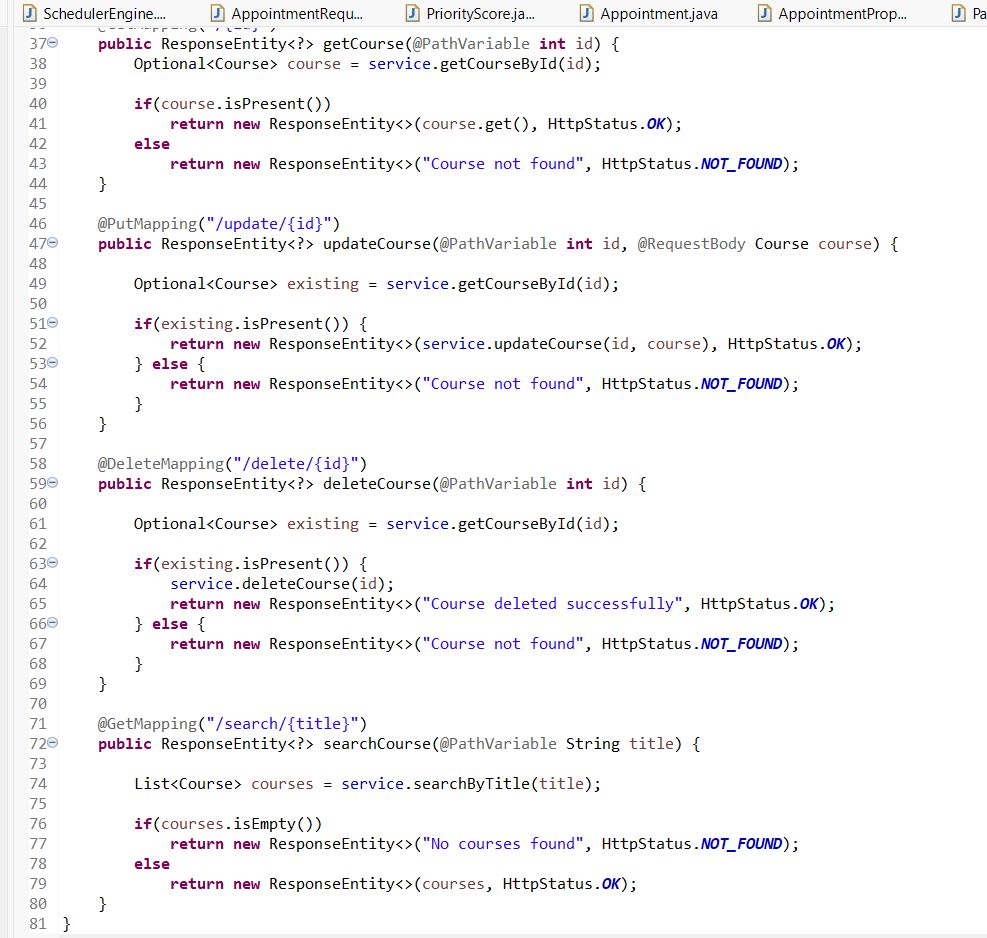 SchedulerEngine....
AppointmentRequ...
PriorityScore.ja...
Appointment.java
AppointmentProp...
Pa
37 public ResponseEntity<?> getCourse(@PathVariable int id) {
38 Optional<Course> course = service.getCourseById(id);
39
40 if(course.isPresent())
41 return new ResponseEntity<>(course.get(), HttpStatus.OK);
42 else
43 return new ResponseEntity<>("Course not found", HttpStatus.NOT_FOUND);
44 }
45
46 @PutMapping("/update/{id}")
47 public ResponseEntity<?> updateCourse(@PathVariable int id, @RequestBody Course course) {
48
49 Optional<Course> existing = service.getCourseById(id);
50
51 if(existing.isPresent()) {
52 return new ResponseEntity<>(service.updateCourse(id, course), HttpStatus.OK);
53 } else {
54 return new ResponseEntity<>("Course not found", HttpStatus.NOT_FOUND);
55 }
56 }
57
58 @DeleteMapping("/delete/{id}")
59 public ResponseEntity<?> deleteCourse(@PathVariable int id) {
60
61 Optional<Course> existing = service.getCourseById(id);
62
63 if(existing.isPresent()) {
64 service.deleteCourse(id);
65 return new ResponseEntity<>("Course deleted successfully", HttpStatus.OK);
66 } else {
67 return new ResponseEntity<>("Course not found", HttpStatus.NOT_FOUND);
68 }
69 }
70
71 @GetMapping("/search/{title}")
72 public ResponseEntity<?> searchCourse(@PathVariable String title) {
73
74 List<Course> courses = service.searchByTitle(title);
75
76 if(courses.isEmpty())
77 return new ResponseEntity<>("No courses found", HttpStatus.NOT_FOUND);
78 else
79 return new ResponseEntity<>(courses, HttpStatus.OK);
80 }
81 }